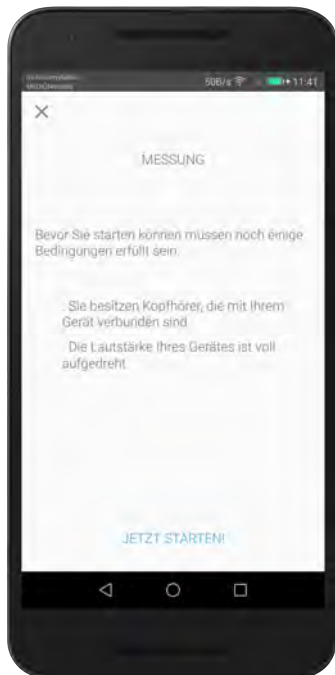 50B/s 11:41
MESSUNG
Bevor Sie starten können müssen noch einige
Bedingungen erfüllt sein:
. Sie besitzen Kopfhörer, die mit Ihrem
Gerät verbunden sind
. Die Lautstärke Ihres Gerätes ist voll
aufgedreht
JETZT STARTEN!